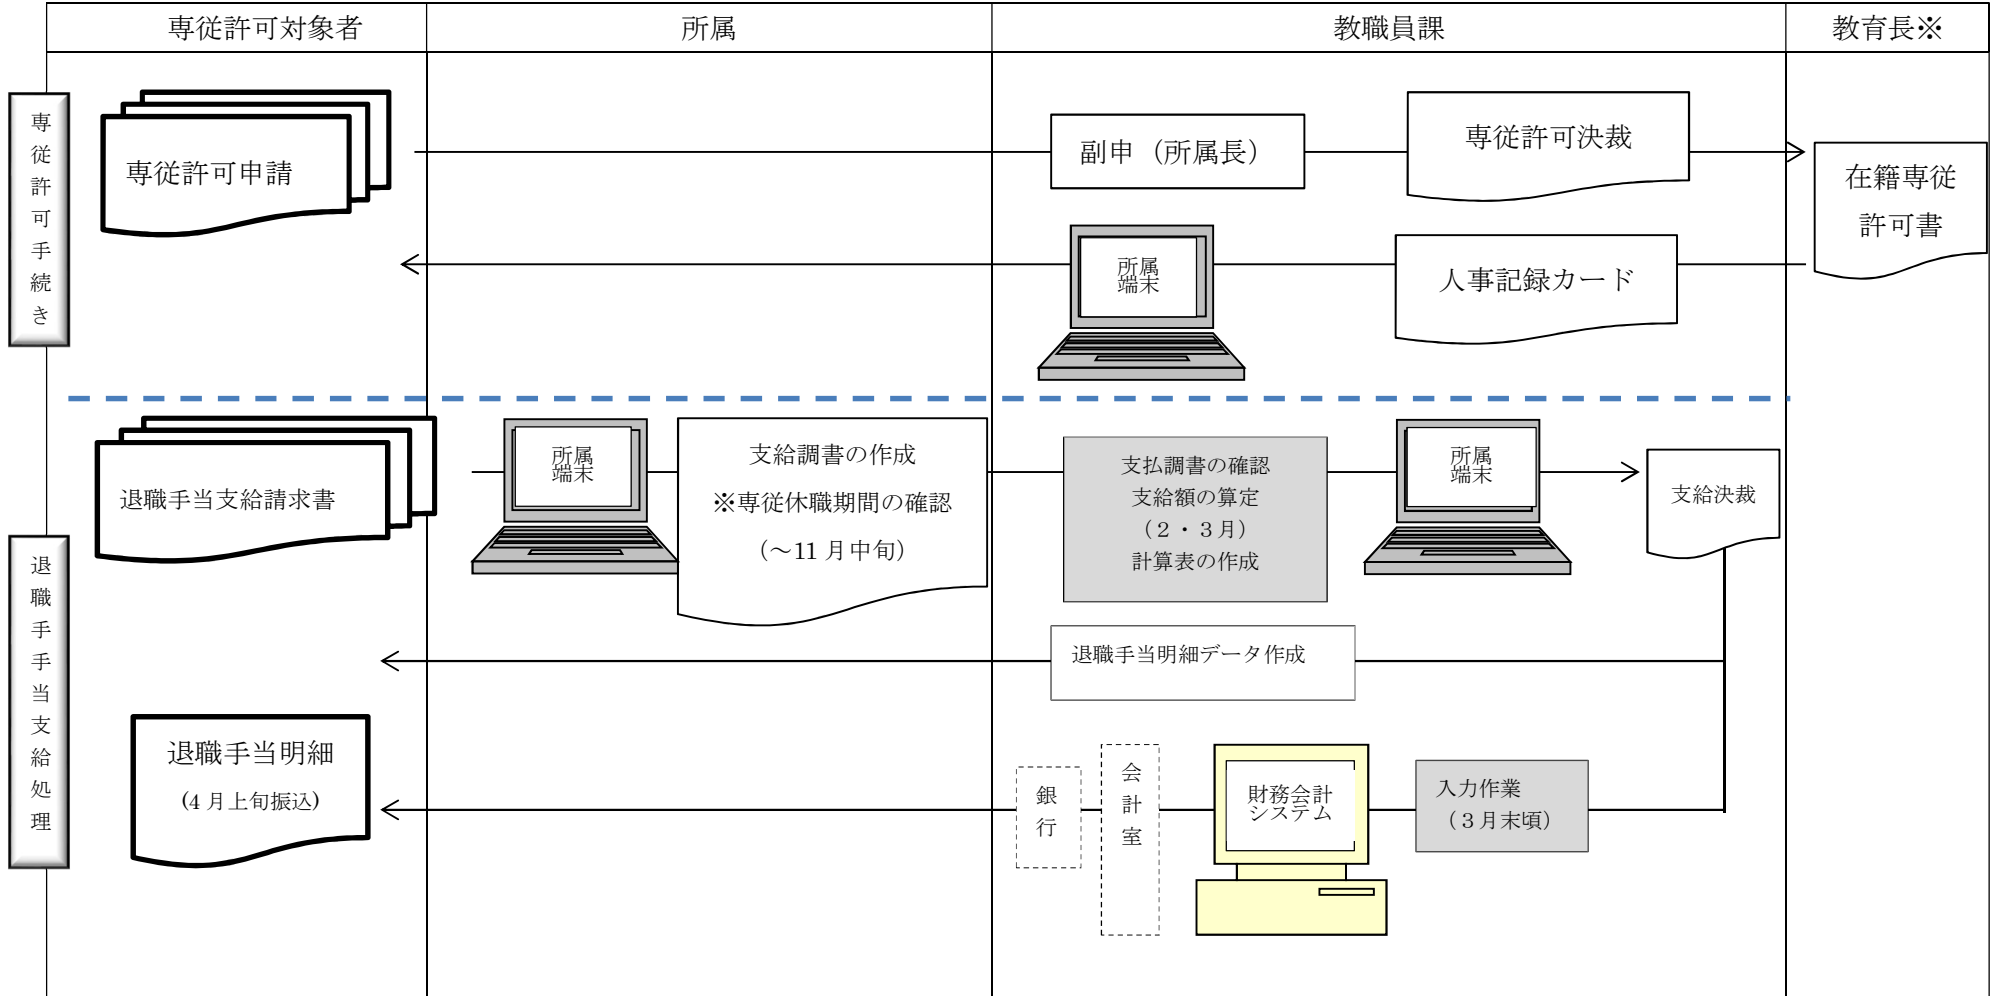 専従許可対象者
所属
教職員課
教育長※
専従許可手続き
専従許可申請
副申（所属長）
専従許可決裁
在籍専従
許可書
所属
端末
人事記録カード
退職手当支給処理
退職手当支給請求書
所属
端末
支給調書の作成
※専従休職期間の確認
（～11 月中旬）
支払調書の確認
支給額の算定
（２・３月）
計算表の作成
所属
端末
支給決裁
退職手当明細データ作成
退職手当明細
(4 月上旬振込)
銀行
会計室
財務会計
システム
入力作業
（３月末頃）